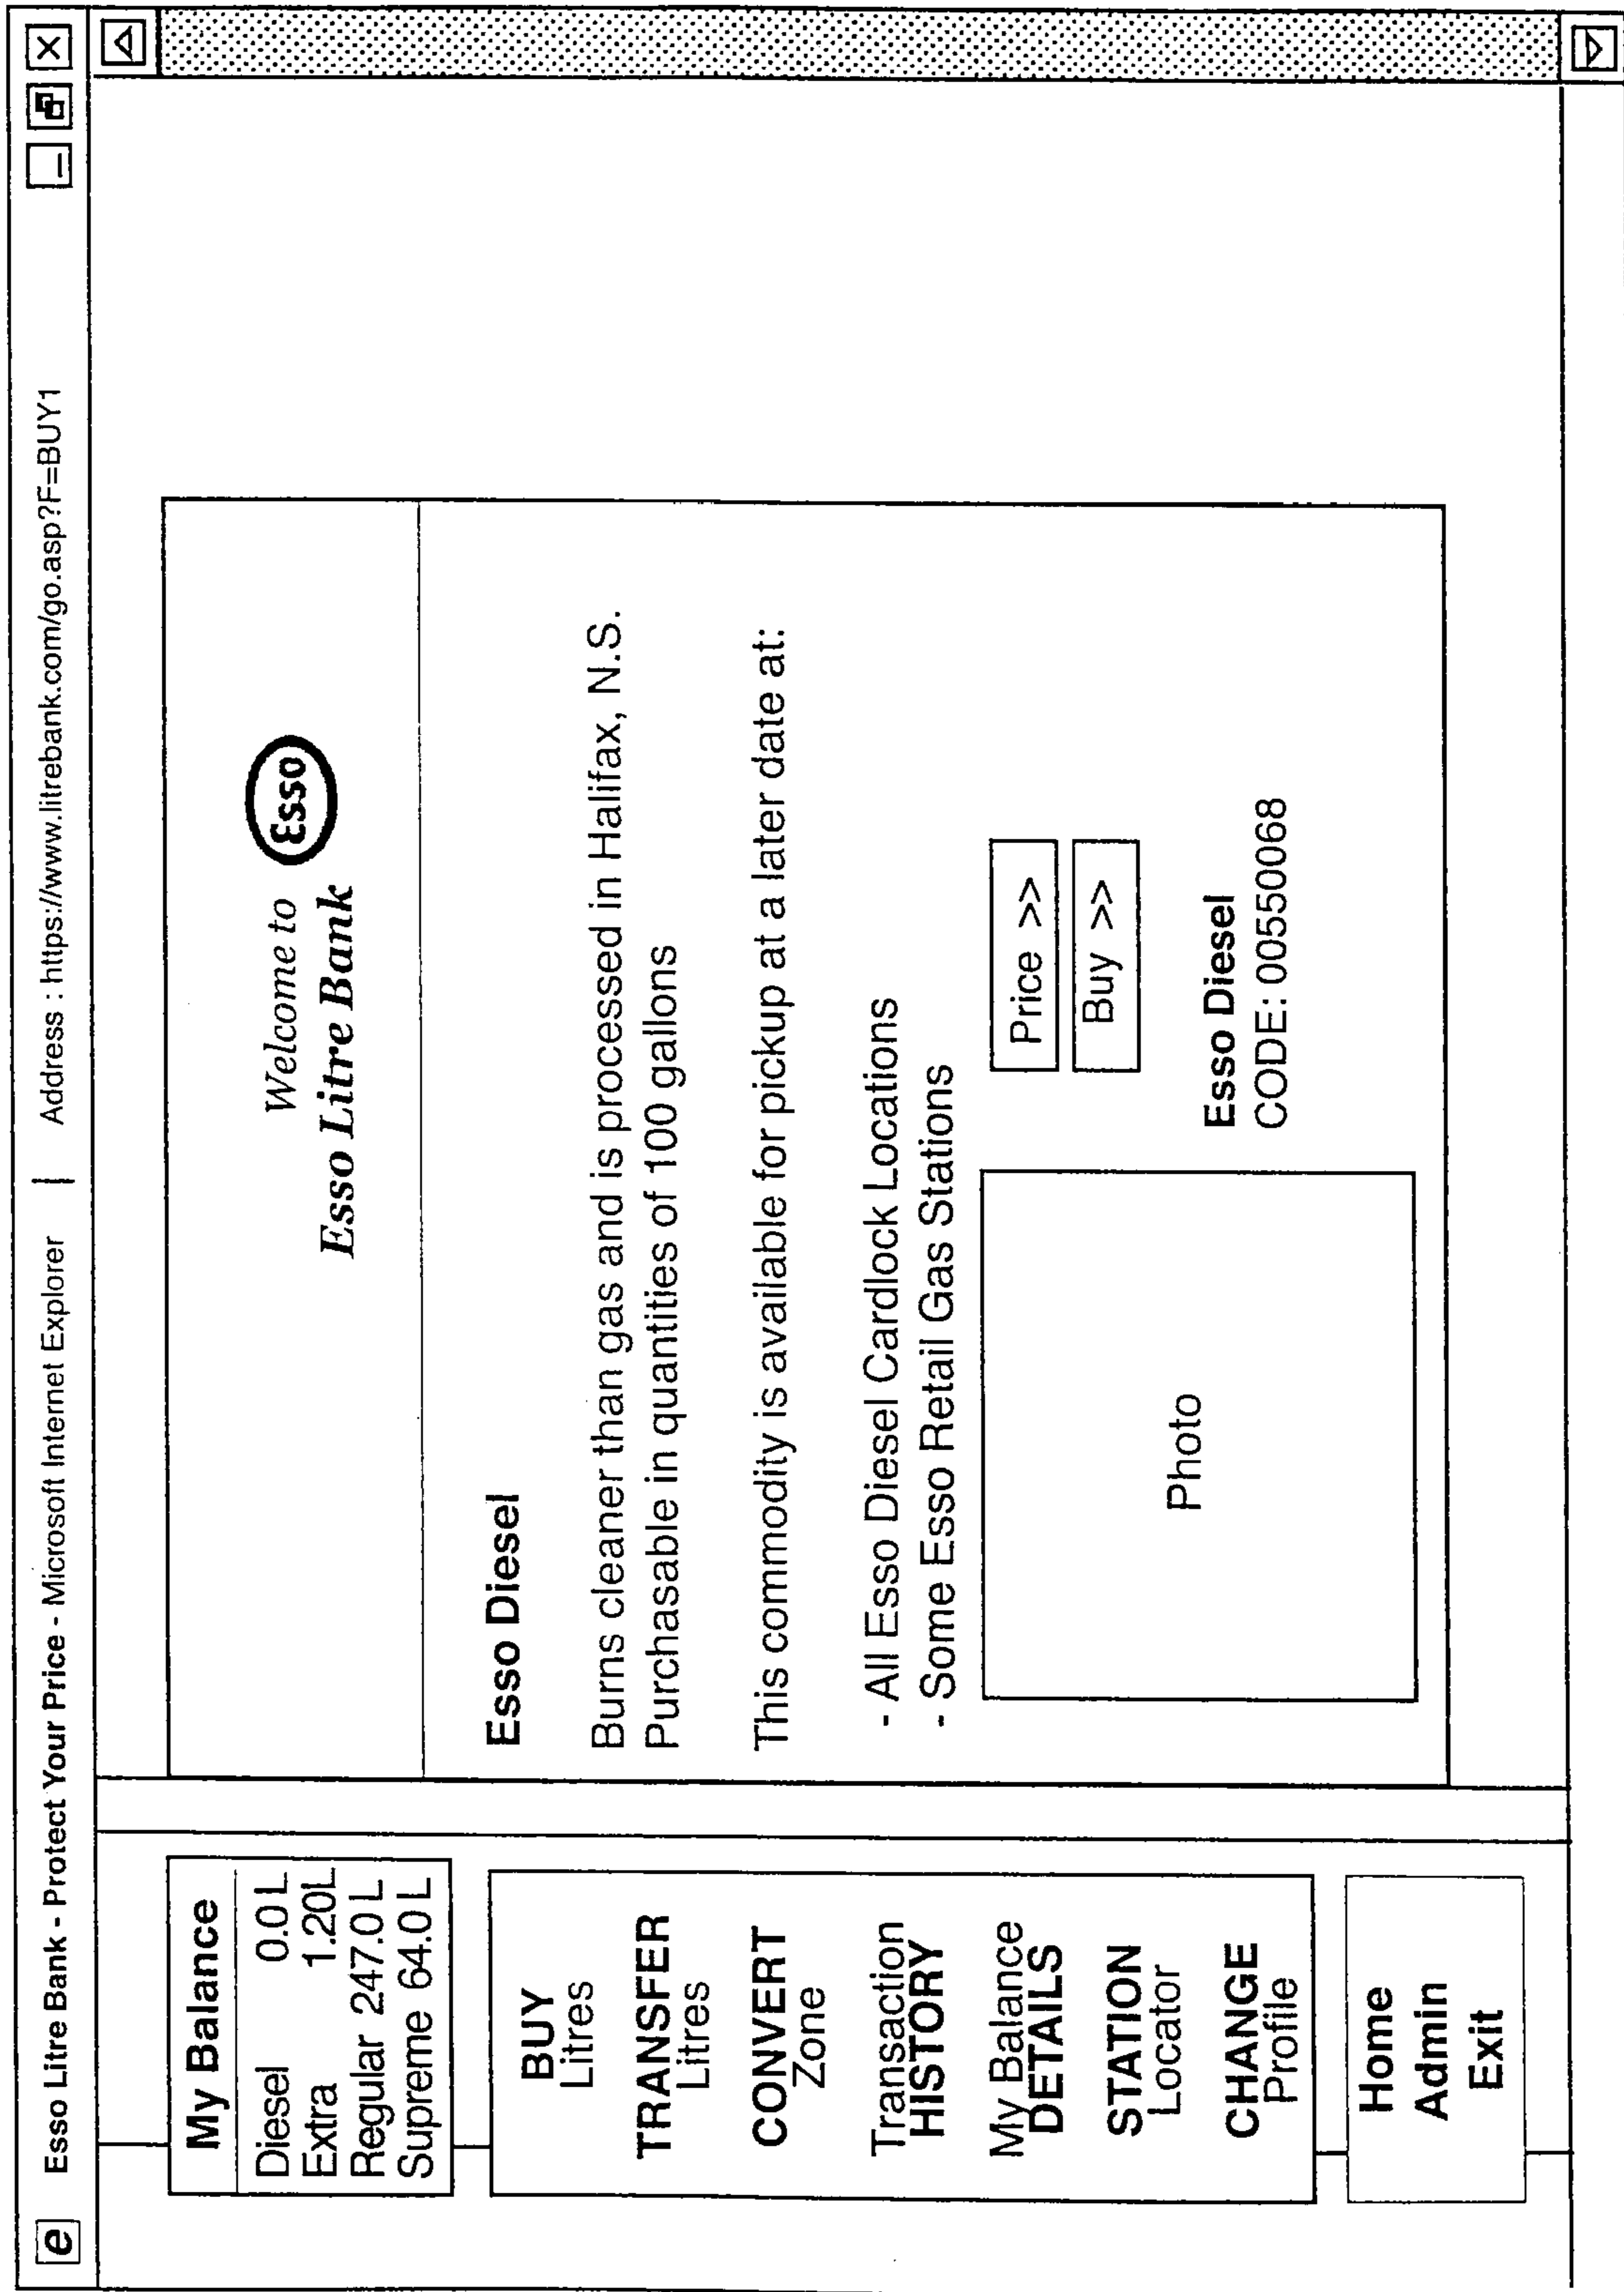 e Esso Litre Bank - Protect Your Price - Microsoft Internet Explorer | Address : https://www.litrebank.com/go.asp?F=BUY1
My Balance
Diesel 0.0 L
Extra 1.20L
Regular 247.0 L
Supreme 64.0 L
BUY
Litres
TRANSFER
Litres
CONVERT
Zone
Transaction
HISTORY
My Balance
DETAILS
STATION
Locator
CHANGE
Profile
Home
Admin
Exit
Welcome to
Esso Litre Bank
Esso
Esso Diesel
Burns cleaner than gas and is processed in Halifax, N.S.
Purchasable in quantities of 100 gallons
This commodity is available for pickup at a later date at:
- All Esso Diesel Cardlock Locations
- Some Esso Retail Gas Stations
Photo
Price >>
Buy >>
Esso Diesel
CODE: 00550068